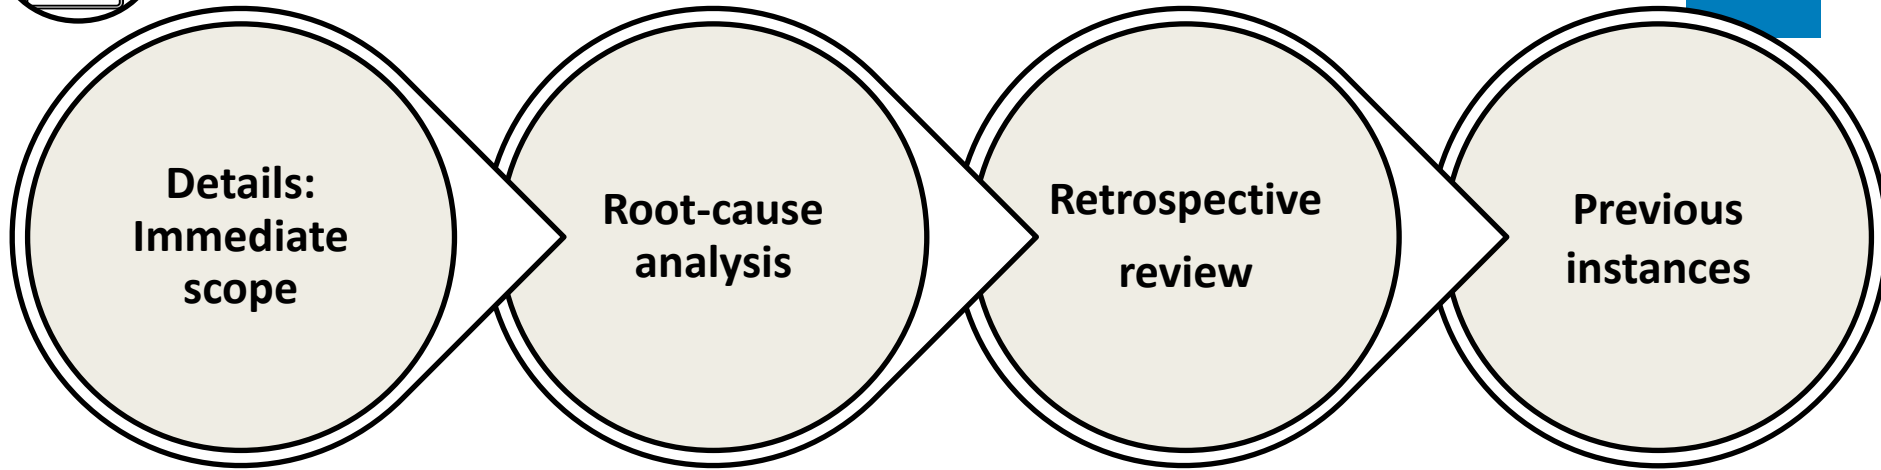 Details:
Immediate
scope
Root-cause
analysis
Retrospective
review
Previous
instances